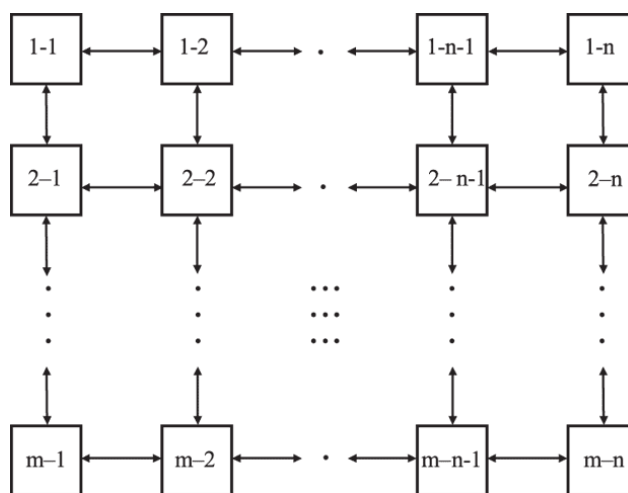 1-1 1-2 1-n-1 1-n
2–1 2–2 2–n-1 2–n
m–1 m–2 m–n-1 m–n